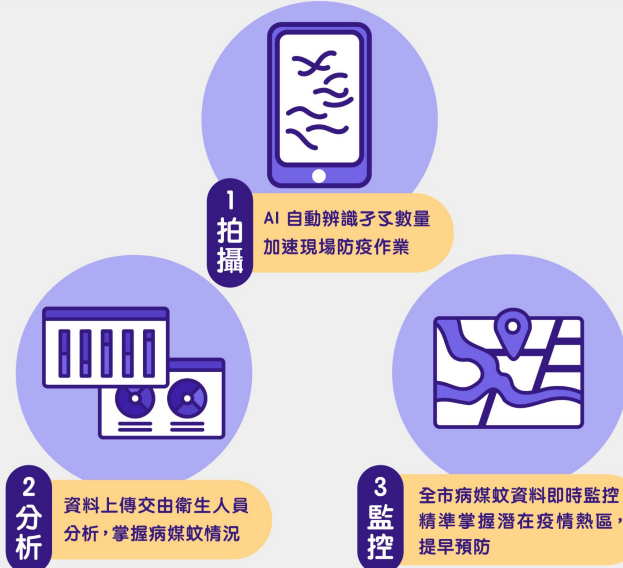 1
拍攝
AI 自動辨識孑孓數量
加速現場防疫作業
2
分析
資料上傳交由衛生人員
分析，掌握病媒蚊情況
3
監控
全市病媒蚊資料即時監控
精準掌握潛在疫情熱區，
提早預防